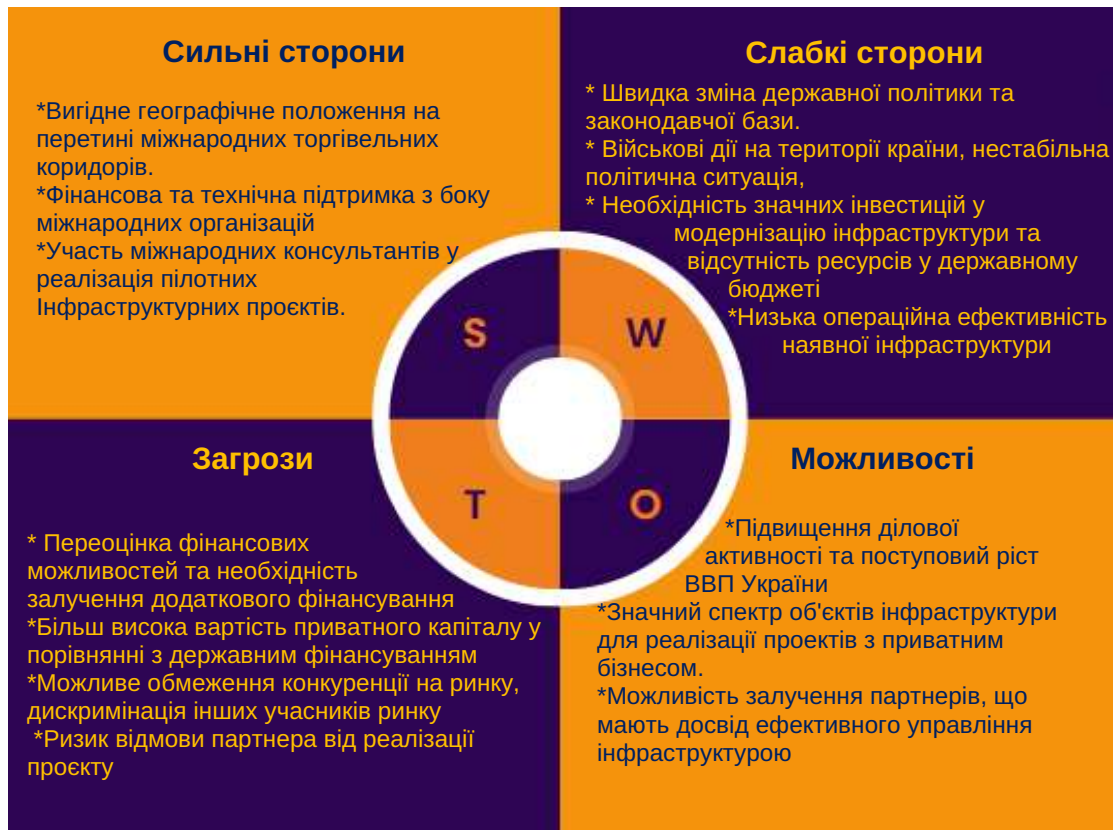 Сильні сторони
*Вигідне географічне положення на
перетині міжнародних торгівельних
коридорів.
*Фінансова та технічна підтримка з боку
міжнародних організацій
*Участь міжнародних консультантів у
реалізація пілотних
Інфраструктурних проєктів.
Слабкі сторони
* Швидка зміна державної політики та
законодавчої бази.
* Військові дії на території країни, нестабільна
політична ситуація,
* Необхідність значних інвестицій у
модернізацію інфраструктури та
відсутність ресурсів у державному
бюджеті
*Низька операційна ефективність
наявної інфраструктури
S
W
T
O
Загрози
* Переоцінка фінансових
можливостей та необхідність
залучення додаткового фінансування
*Більш висока вартість приватного капіталу у
порівнянні з державним фінансуванням
*Можливе обмеження конкуренції на ринку,
дискримінація інших учасників ринку
*Ризик відмови партнера від реалізації
проєкту
Можливості
*Підвищення ділової
активності та поступовий ріст
ВВП України
*Значний спектр об'єктів інфраструктури
для реалізації проектів з приватним
бізнесом.
*Можливість залучення партнерів, що
мають досвід ефективного управління
інфраструктурою